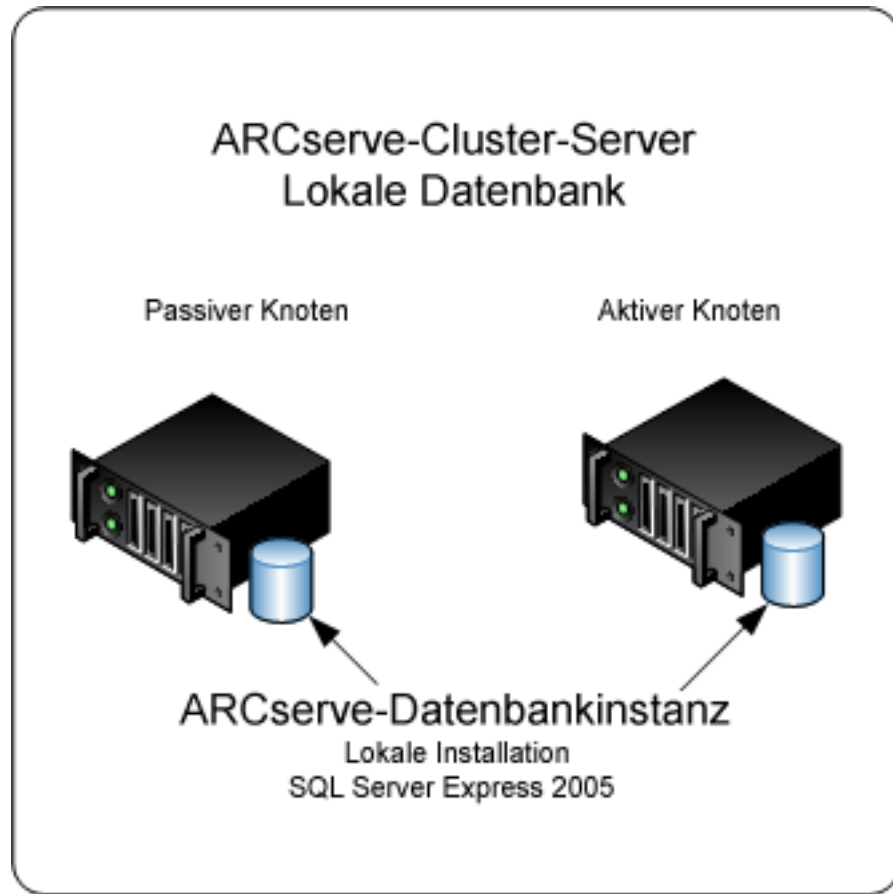 ARCserve-Cluster-Server
Lokale Datenbank
Passiver Knoten
Aktiver Knoten
ARCserve-Datenbankinstanz
Lokale Installation
SQL Server Express 2005